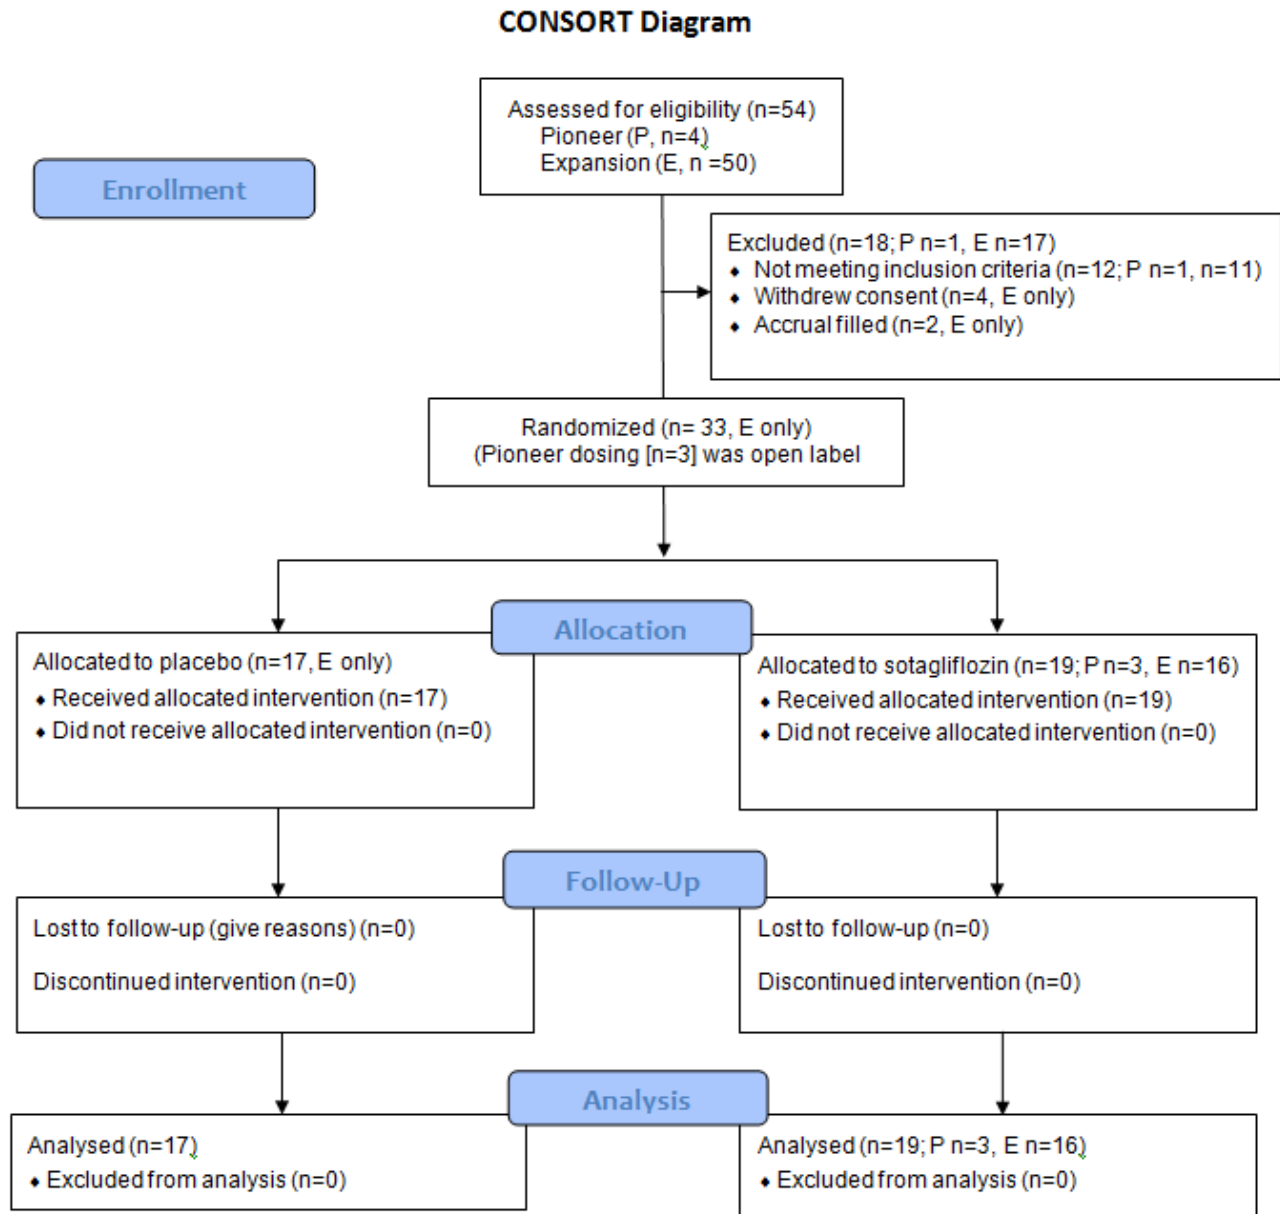 CONSORT Diagram
Assessed for eligibility (n=54)
Pioneer (P, n=4)
Expansion (E, n =50)
Enrollment
Excluded (n=18; P n=1, E n=17)
⬥ Not meeting inclusion criteria (n=12; P n=1, n=11)
⬥ Withdrew consent (n=4, E only)
⬥ Accrual filled (n=2, E only)
Randomized (n= 33, E only)
(Pioneer dosing [n=3] was open label
Allocation
Allocated to placebo (n=17, E only)
⬥ Received allocated intervention (n=17)
⬥ Did not receive allocated intervention (n=0)
Allocated to sotagliflozin (n=19; P n=3, E n=16)
⬥ Received allocated intervention (n=19)
⬥ Did not receive allocated intervention (n=0)
Follow-Up
Lost to follow-up (give reasons) (n=0)
Discontinued intervention (n=0)
Lost to follow-up (n=0)
Discontinued intervention (n=0)
Analysis
Analysed (n=17)
⬥ Excluded from analysis (n=0)
Analysed (n=19; P n=3, E n=16)
⬥ Excluded from analysis (n=0)